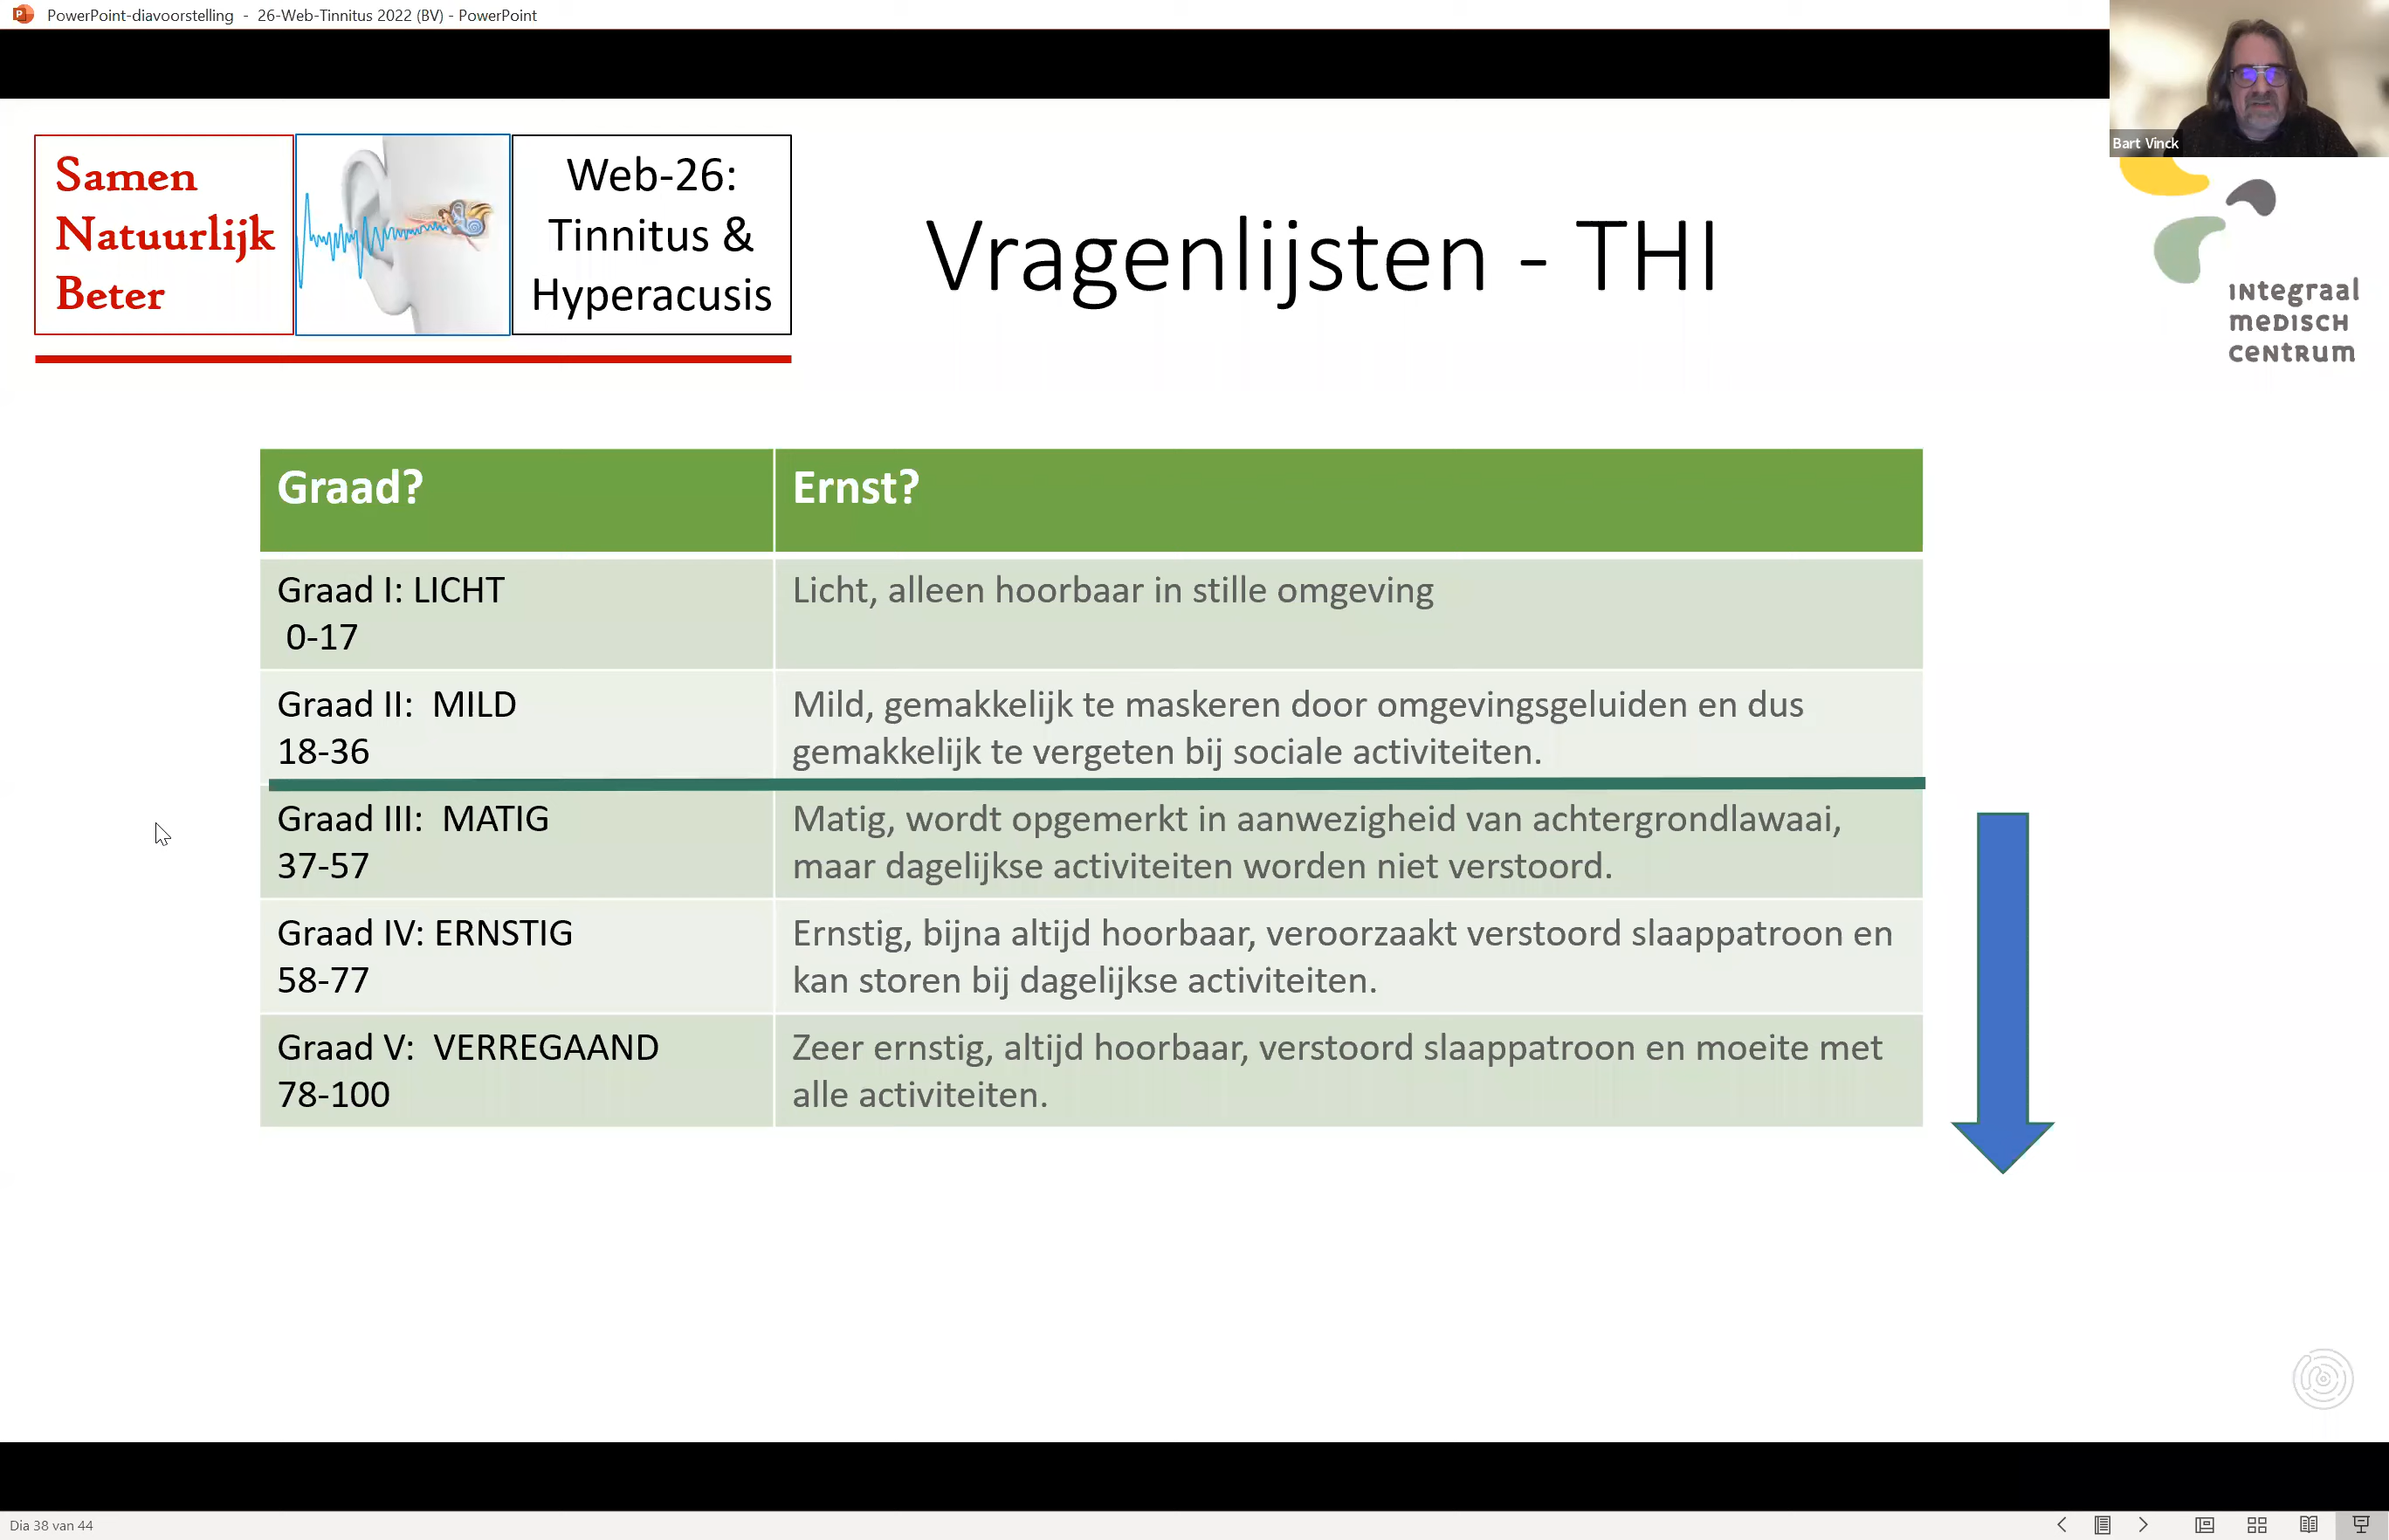 PowerPoint-diavoorstelling - 26-Web-Tinnitus 2022 (BV) - PowerPoint
Bart Vinck
Samen
Natuurlijk
Beter
Web-26:
Tinnitus &
Hyperacusis
Vragenlijsten - THI
iNtegraal
meDiSCH
CeNtRum
Graad?
Ernst?
Graad I: LICHT
0-17
Licht, alleen hoorbaar in stille omgeving
Graad II: MILD
18-36
Mild, gemakkelijk te maskeren door omgevingsgeluiden en dus
gemakkelijk te vergeten bij sociale activiteiten.
Graad III: MATIG
37-57
Matig, wordt opgemerkt in aanwezigheid van achtergrondlawaai,
maar dagelijkse activiteiten worden niet verstoord.
Graad IV: ERNSTIG
58-77
Ernstig, bijna altijd hoorbaar, veroorzaakt verstoord slaappatroon en
kan storen bij dagelijkse activiteiten.
Graad V: VERREGAAND
78-100
Zeer ernstig, altijd hoorbaar, verstoord slaappatroon en moeite met
alle activiteiten.
Dia 38 van 44